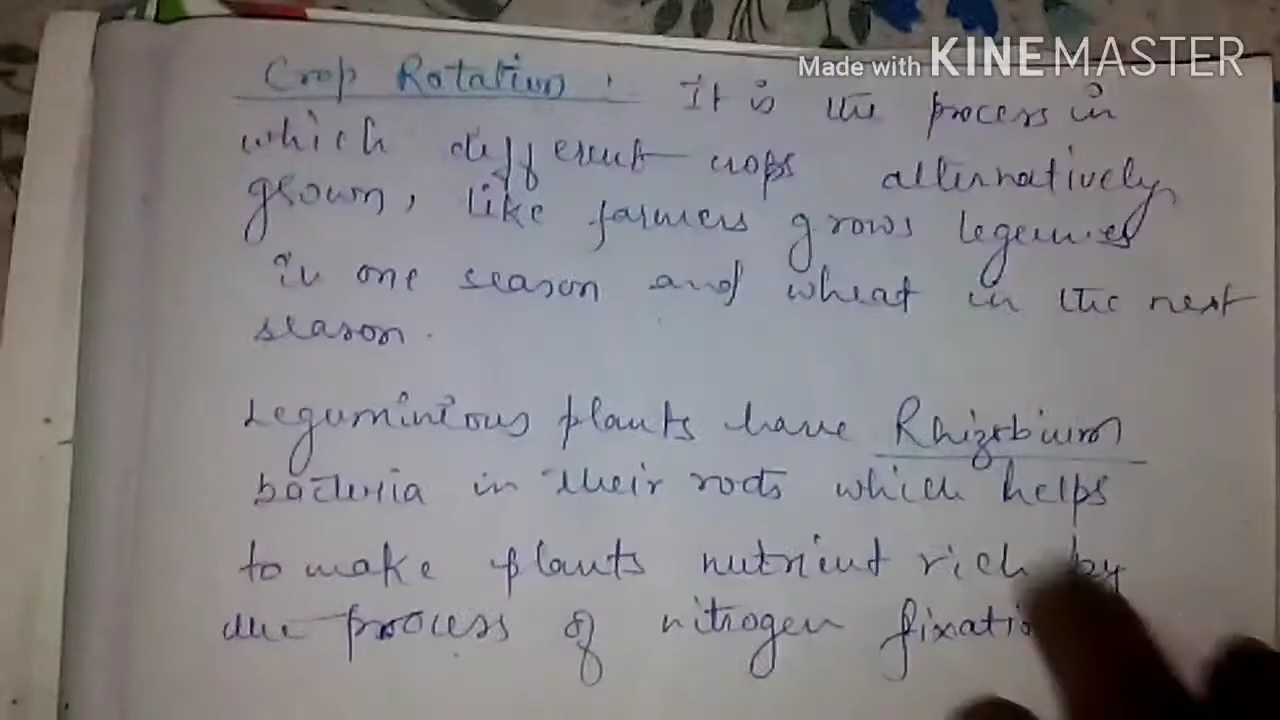 Made with KINEMASTER
Crop Rotation : It is the process in
which different crops alternatively
grown, like farmers grows legumes
in one season and wheat in the next
season.
Leguminious plants have Rhizobium
bacteria in their roots which helps
to make plants nutrient rich by
the process of nitrogen